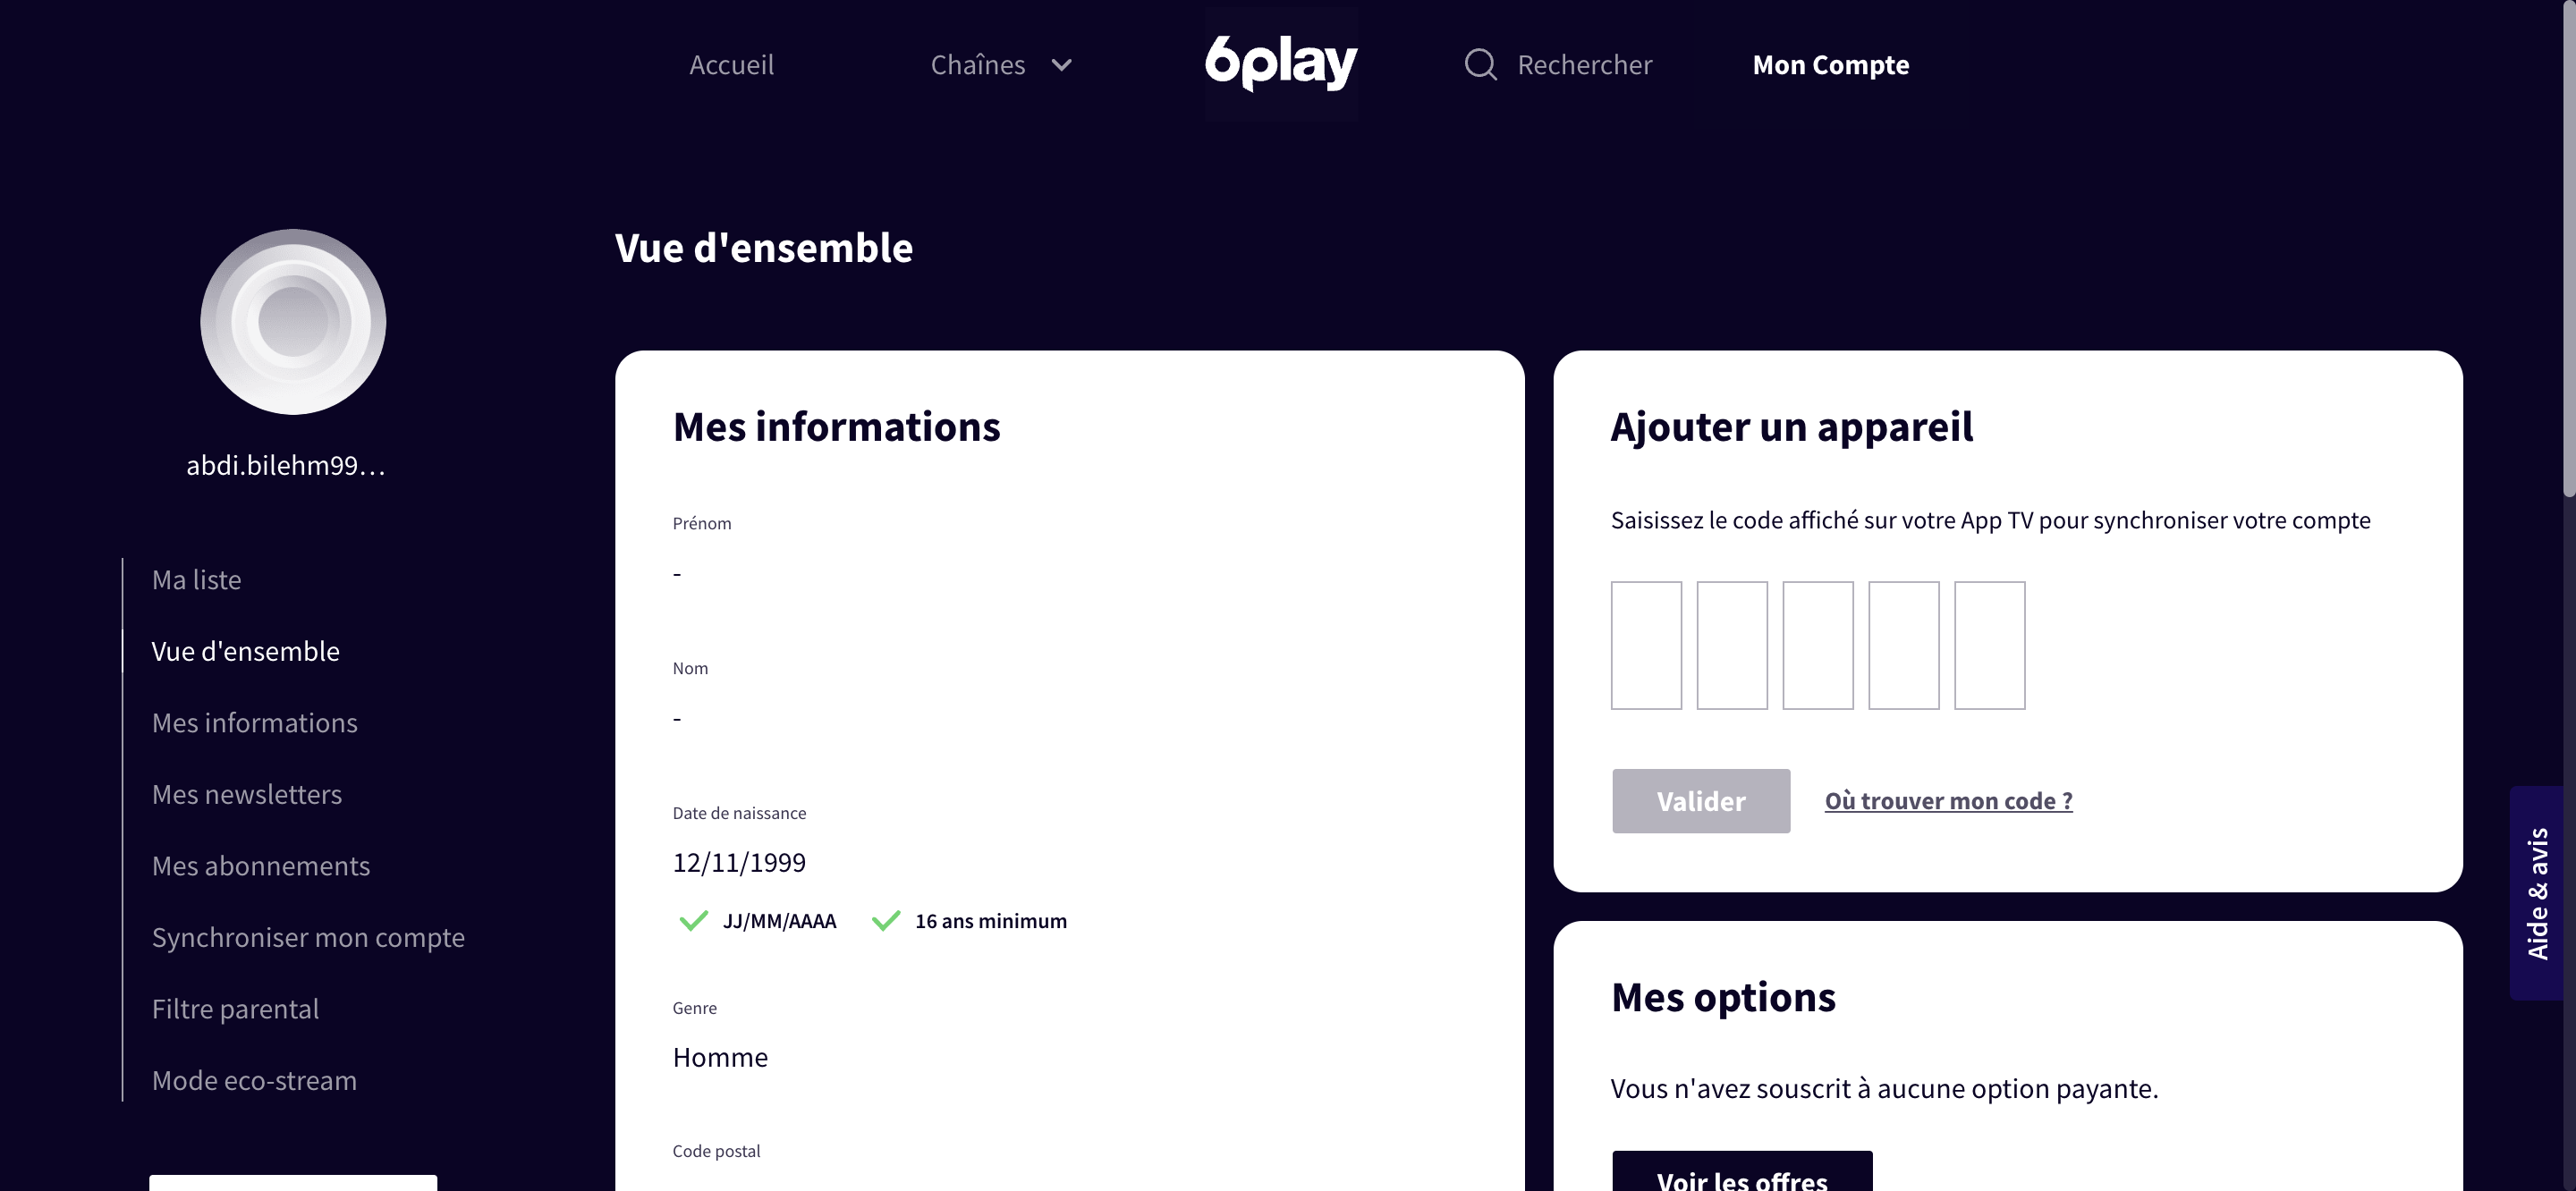 Accueil
Chaînes
6play
Rechercher
Mon Compte
abdi.bilehm99…
Ma liste
Vue d'ensemble
Mes informations
Mes newsletters
Mes abonnements
Synchroniser mon compte
Filtre parental
Mode eco-stream
Vue d'ensemble
Mes informations
Prénom
-
Nom
-
Date de naissance
12/11/1999
JJ/MM/AAAA
16 ans minimum
Genre
Homme
Code postal
Ajouter un appareil
Saisissez le code affiché sur votre App TV pour synchroniser votre compte
Valider
Où trouver mon code ?
Mes options
Vous n'avez souscrit à aucune option payante.
Voir les offres
Aide & avis